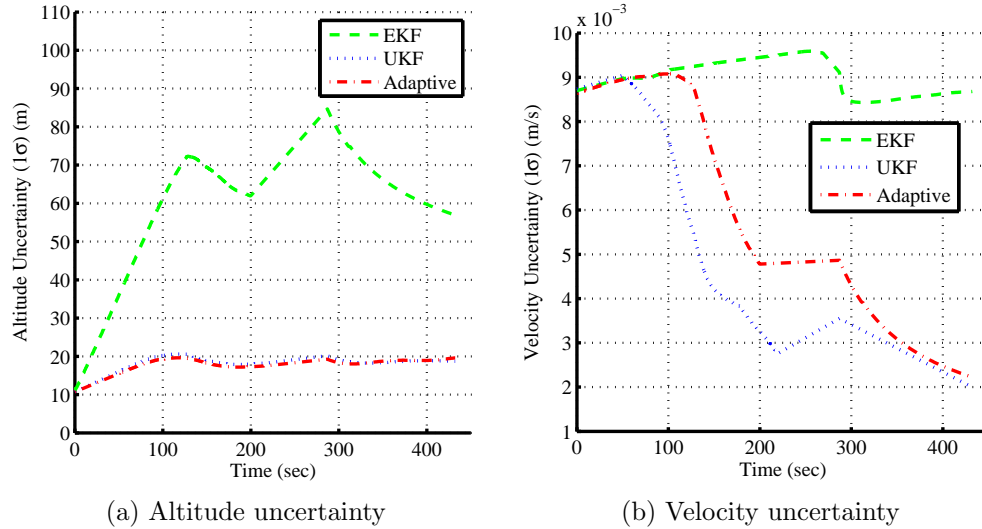 110
100
90
80
70
60
50
40
30
20
10
0
0 100 200 300 400
Altitude Uncertainty (1σ) (m)
Time (sec)
EKF
UKF
Adaptive
(a) Altitude uncertainty
x 10⁻³
10
9
8
7
6
5
4
3
2
1
0 100 200 300 400
Velocity Uncertainty (1σ) (m/s)
Time (sec)
EKF
UKF
Adaptive
(b) Velocity uncertainty